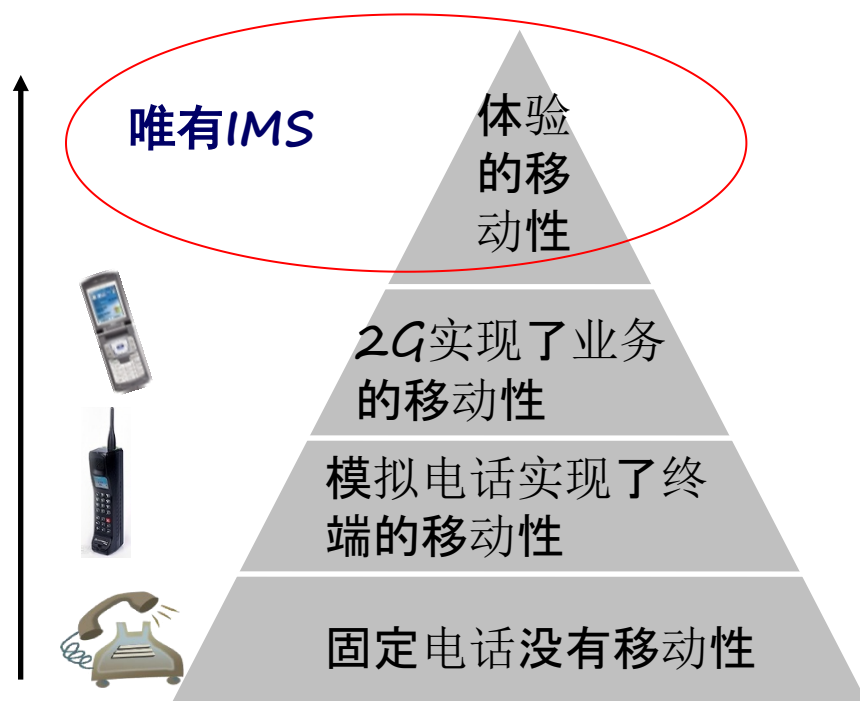 唯有IMS
体验
的移
动性
2G实现了业务
的移动性
模拟电话实现了终
端的移动性
固定电话没有移动性